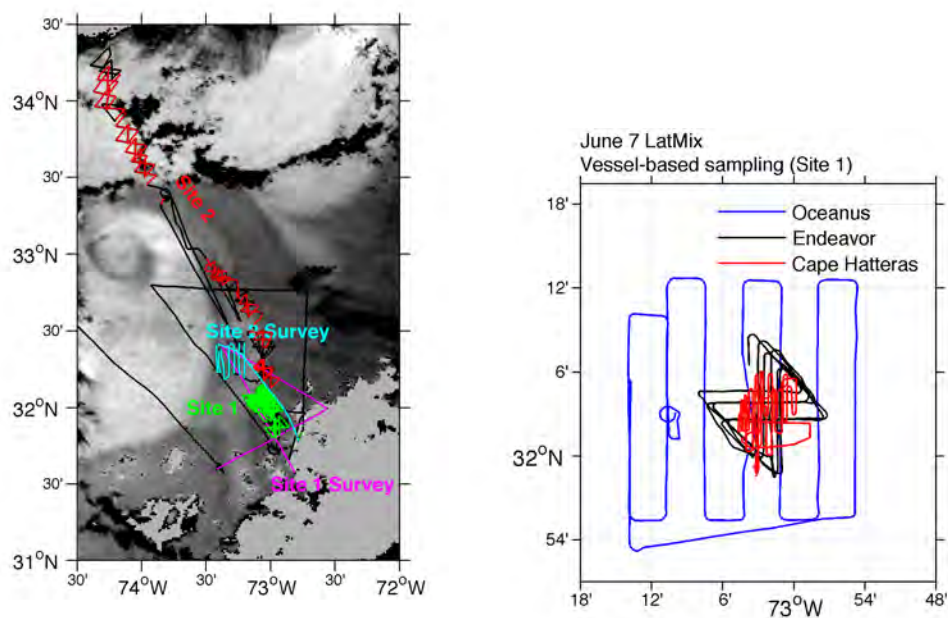 30'
34°N
30'
33°N
30'
32°N
30'
31°N
30'
74°W
30'
73°W
30'
72°W
Site 2
Site 2 Survey
Site 1
Site 1 Survey
June 7 LatMix
Vessel-based sampling (Site 1)
Oceanus
Endeavor
Cape Hatteras
18'
12'
6'
32°N
54'
18'
12'
6'
73°W
54'
48'